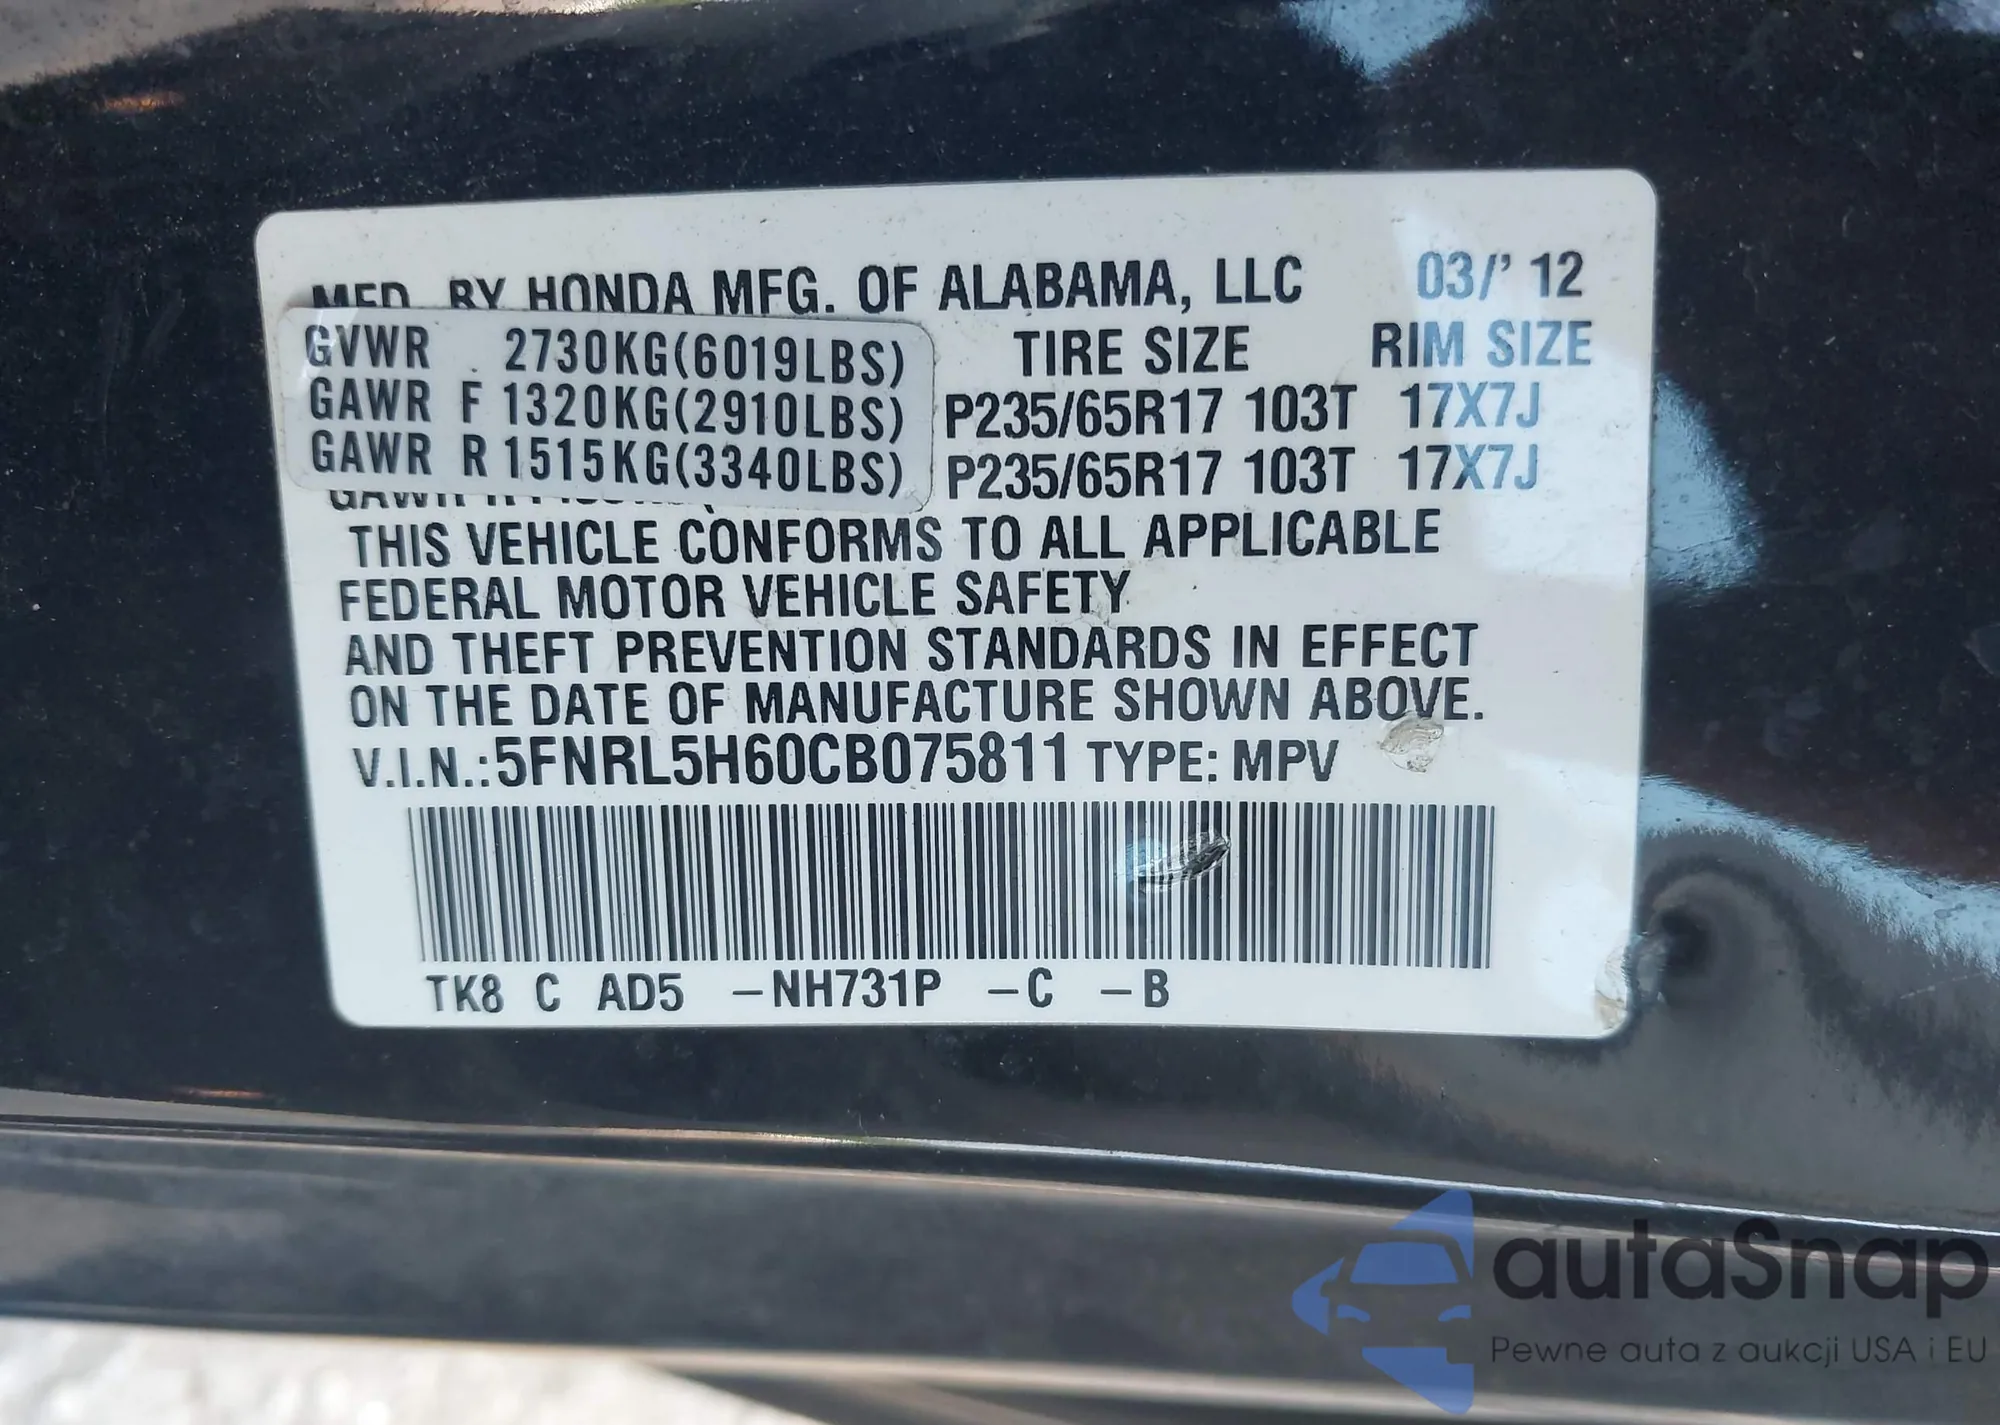 MFD. BY HONDA MFG. OF ALABAMA, LLC 03/'12
GVWR 2730KG(6019LBS) TIRE SIZE RIM SIZE
GAWR F 1320KG(2910LBS) P235/65R17 103T 17X7J
GAWR R 1515KG(3340LBS) P235/65R17 103T 17X7J
THIS VEHICLE CONFORMS TO ALL APPLICABLE
FEDERAL MOTOR VEHICLE SAFETY
AND THEFT PREVENTION STANDARDS IN EFFECT
ON THE DATE OF MANUFACTURE SHOWN ABOVE.
V.I.N.:5FNRL5H60CB075811 TYPE: MPV
TK8 C AD5 -NH731P -C -B
autaSnap
Pewne auta z aukcji USA i EU